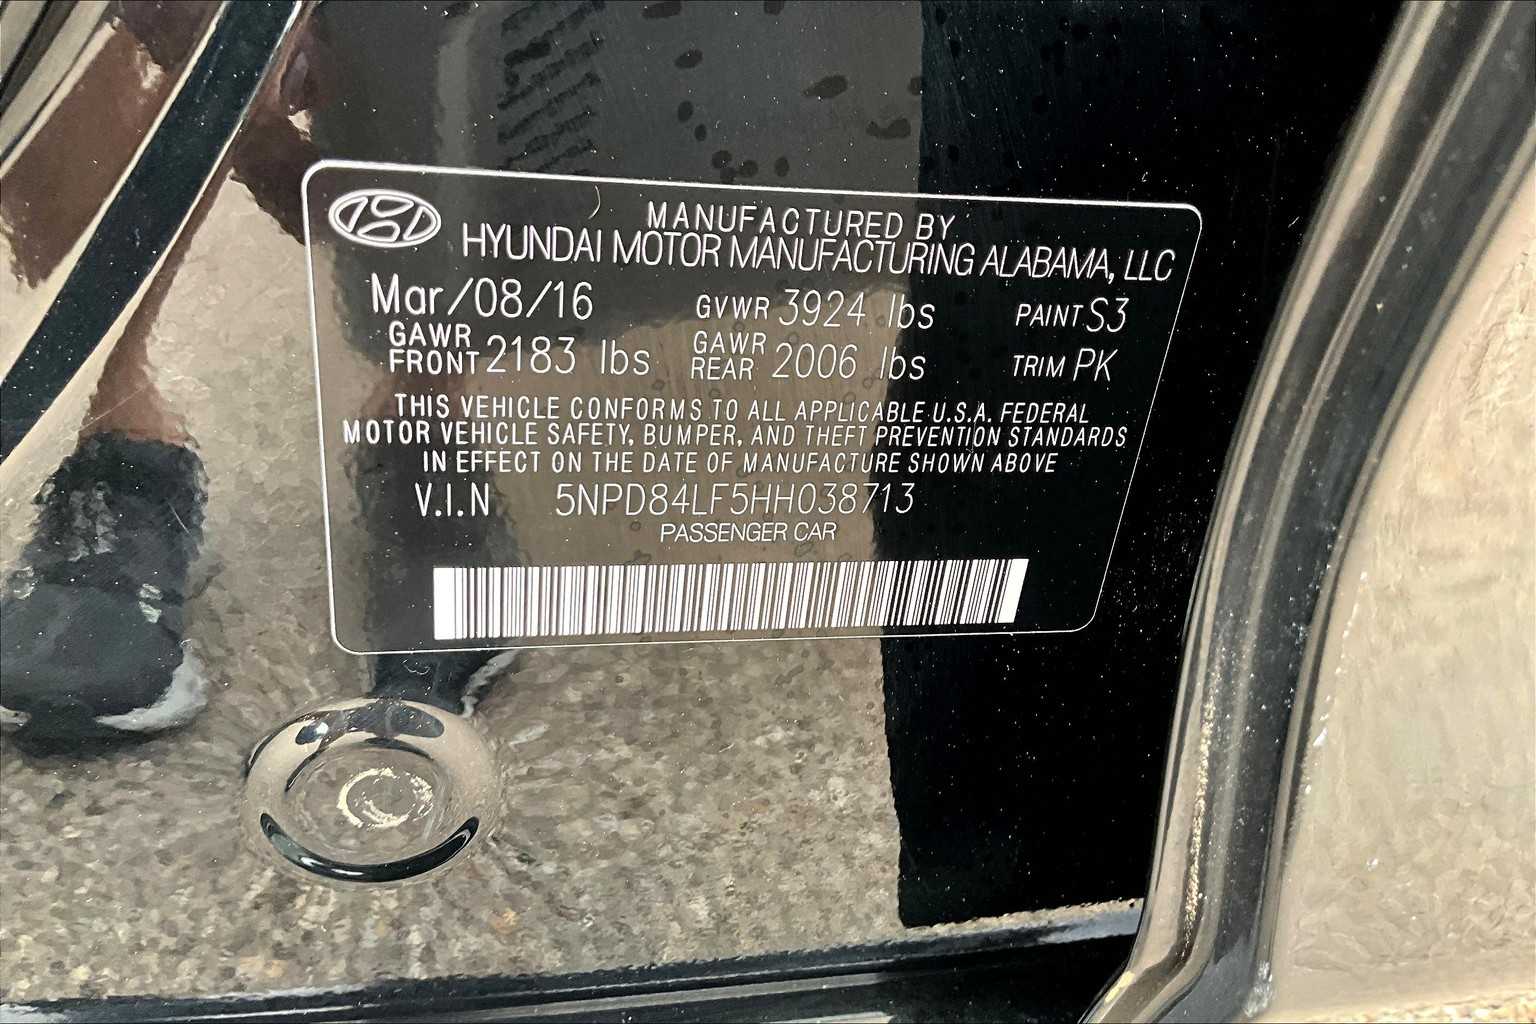 MANUFACTURED BY
HYUNDAI MOTOR MANUFACTURING ALABAMA, LLC
Mar/08/16 GVWR 3924 lbs PAINT S3
GAWR FRONT 2183 lbs GAWR REAR 2006 lbs TRIM PK
THIS VEHICLE CONFORMS TO ALL APPLICABLE U.S.A. FEDERAL
MOTOR VEHICLE SAFETY, BUMPER, AND THEFT PREVENTION STANDARDS
IN EFFECT ON THE DATE OF MANUFACTURE SHOWN ABOVE
V.I.N 5NPD84LF5HH038713
PASSENGER CAR